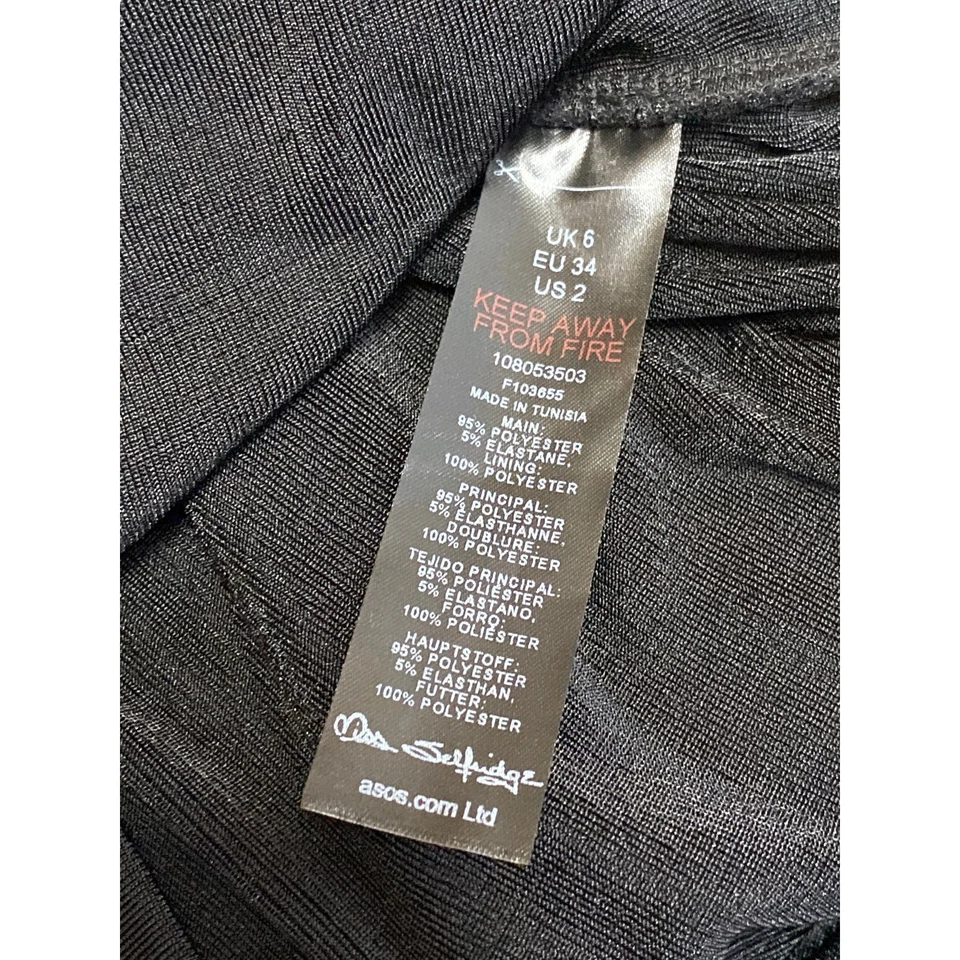 UK 6
EU 34
US 2
KEEP AWAY
FROM FIRE
108053503
F103655
MADE IN TUNISIA
MAIN:
95% POLYESTER
5% ELASTANE,
LINING:
100% POLYESTER
PRINCIPAL:
95% POLYESTER
5% ÉLASTHANNE,
DOUBLURE:
100% POLYESTER
TEJIDO PRINCIPAL:
95% POLIÉSTER
5% ELASTANO,
FORRO:
100% POLIÉSTER
HAUPTSTOFF:
95% POLYESTER
5% ELASTHAN,
FUTTER:
100% POLYESTER
Miss Selfridge
asos.com Ltd